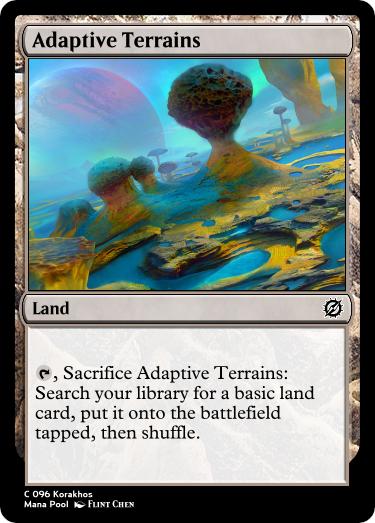 Adaptive Terrains
Land
, Sacrifice Adaptive Terrains:
Search your library for a basic land
card, put it onto the battlefield
tapped, then shuffle.
C 096 Korakhos
Mana Pool Flint Chen